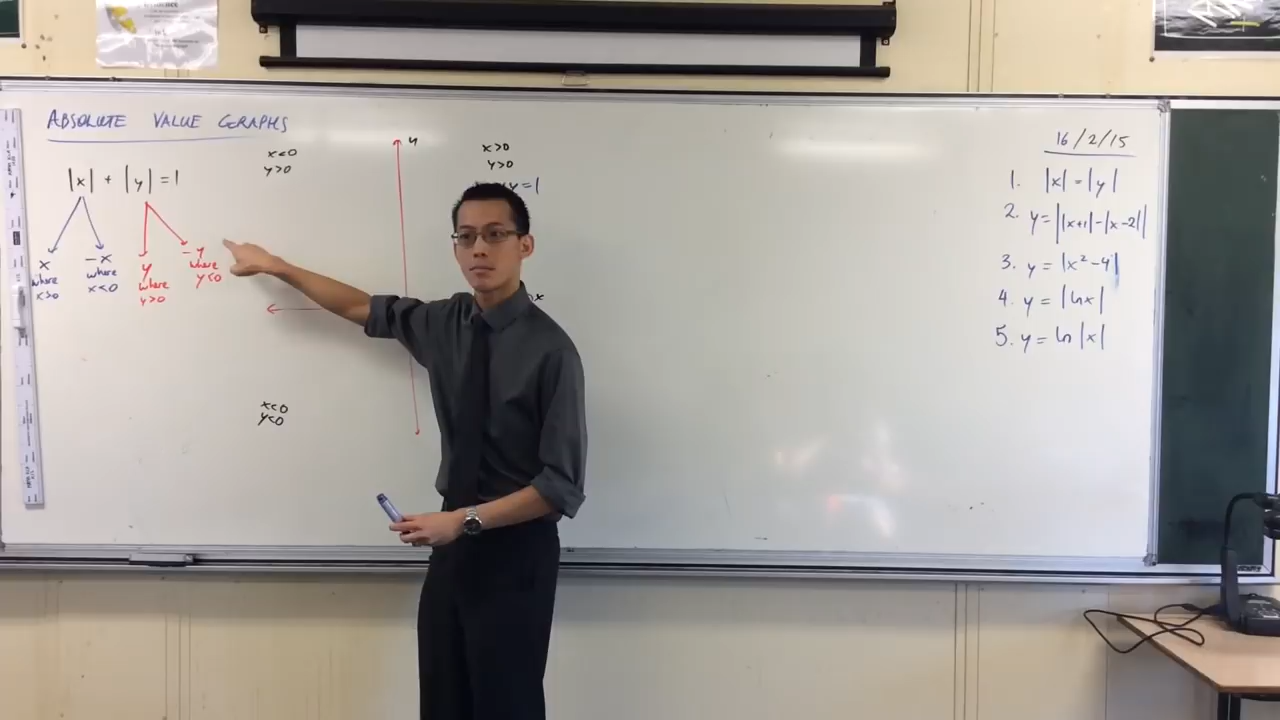 ABSOLUTE VALUE GRAPHS
|x| + |y| = 1
x
where
x>0
-x
where
x<0
y
where
y>0
-y
where
y<0
x<0
y>0
y
x>0
y>0
y=1
x
x<0
y<0
16/2/15
1. |x| = |y|
2. y = ||x+1|-|x-2||
3. y = |x²-4|
4. y = |ln x|
5. y = ln |x|